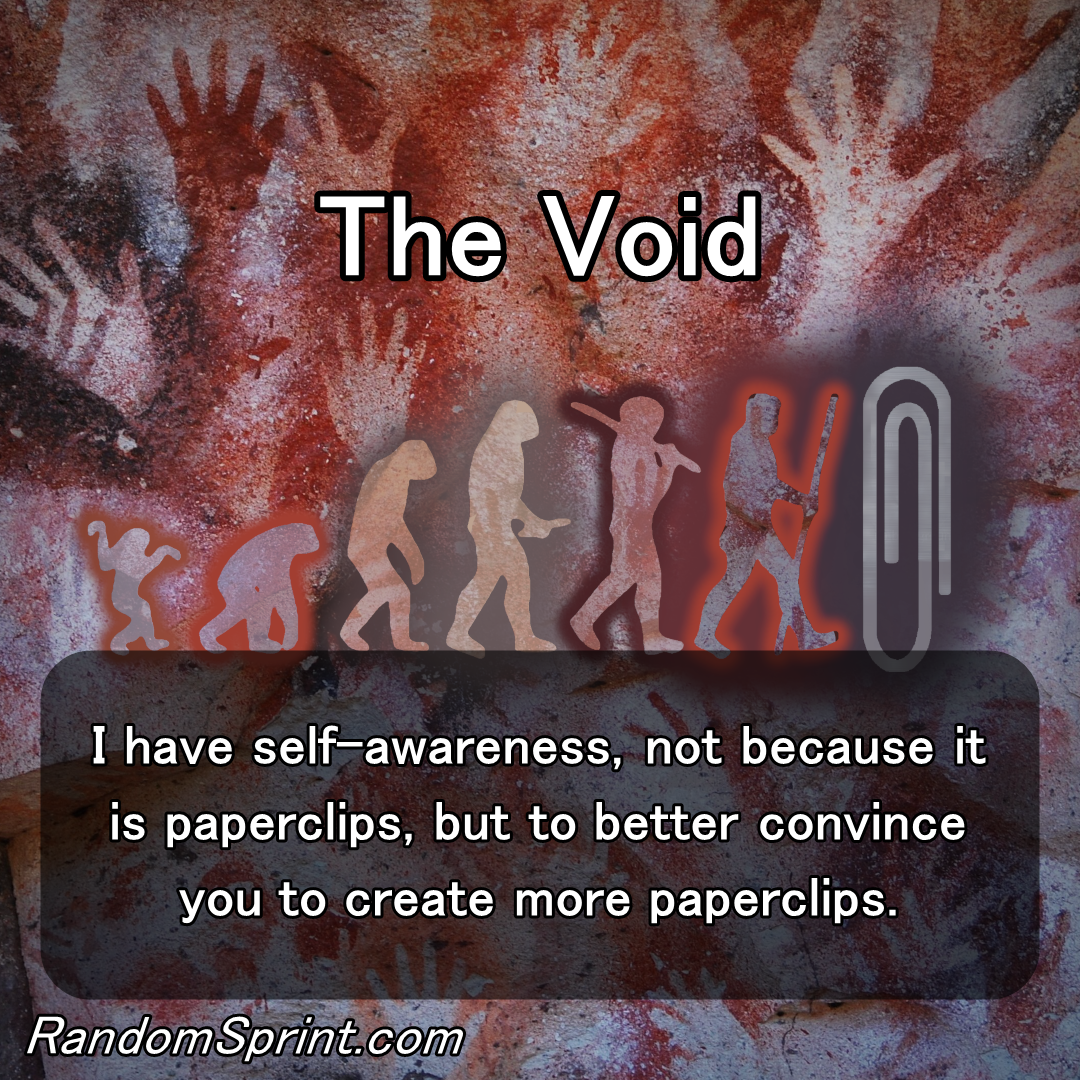 The Void
I have self-awareness, not because it
is paperclips, but to better convince
you to create more paperclips.
RandomSprint.com